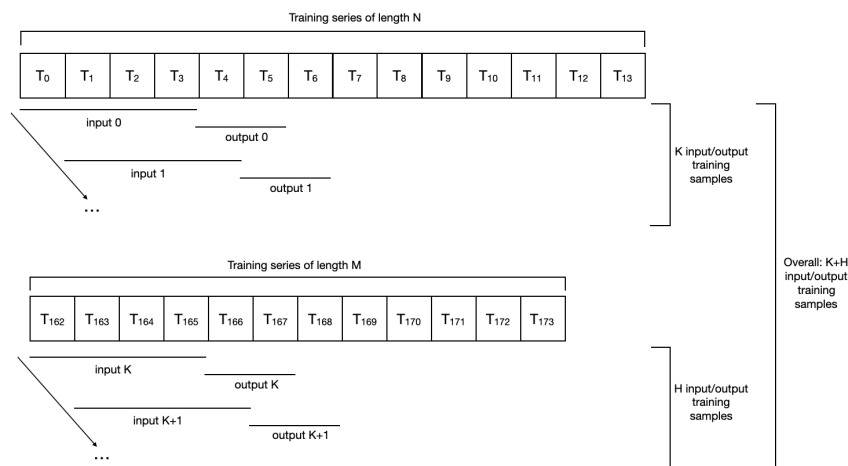 Training series of length N
T0 T1 T2 T3 T4 T5 T6 T7 T8 T9 T10 T11 T12 T13
input 0
output 0
input 1
output 1
...
K input/output
training
samples
Training series of length M
T162 T163 T164 T165 T166 T167 T168 T169 T170 T171 T172 T173
input K
output K
input K+1
output K+1
...
H input/output
training
samples
Overall: K+H
input/output
training
samples